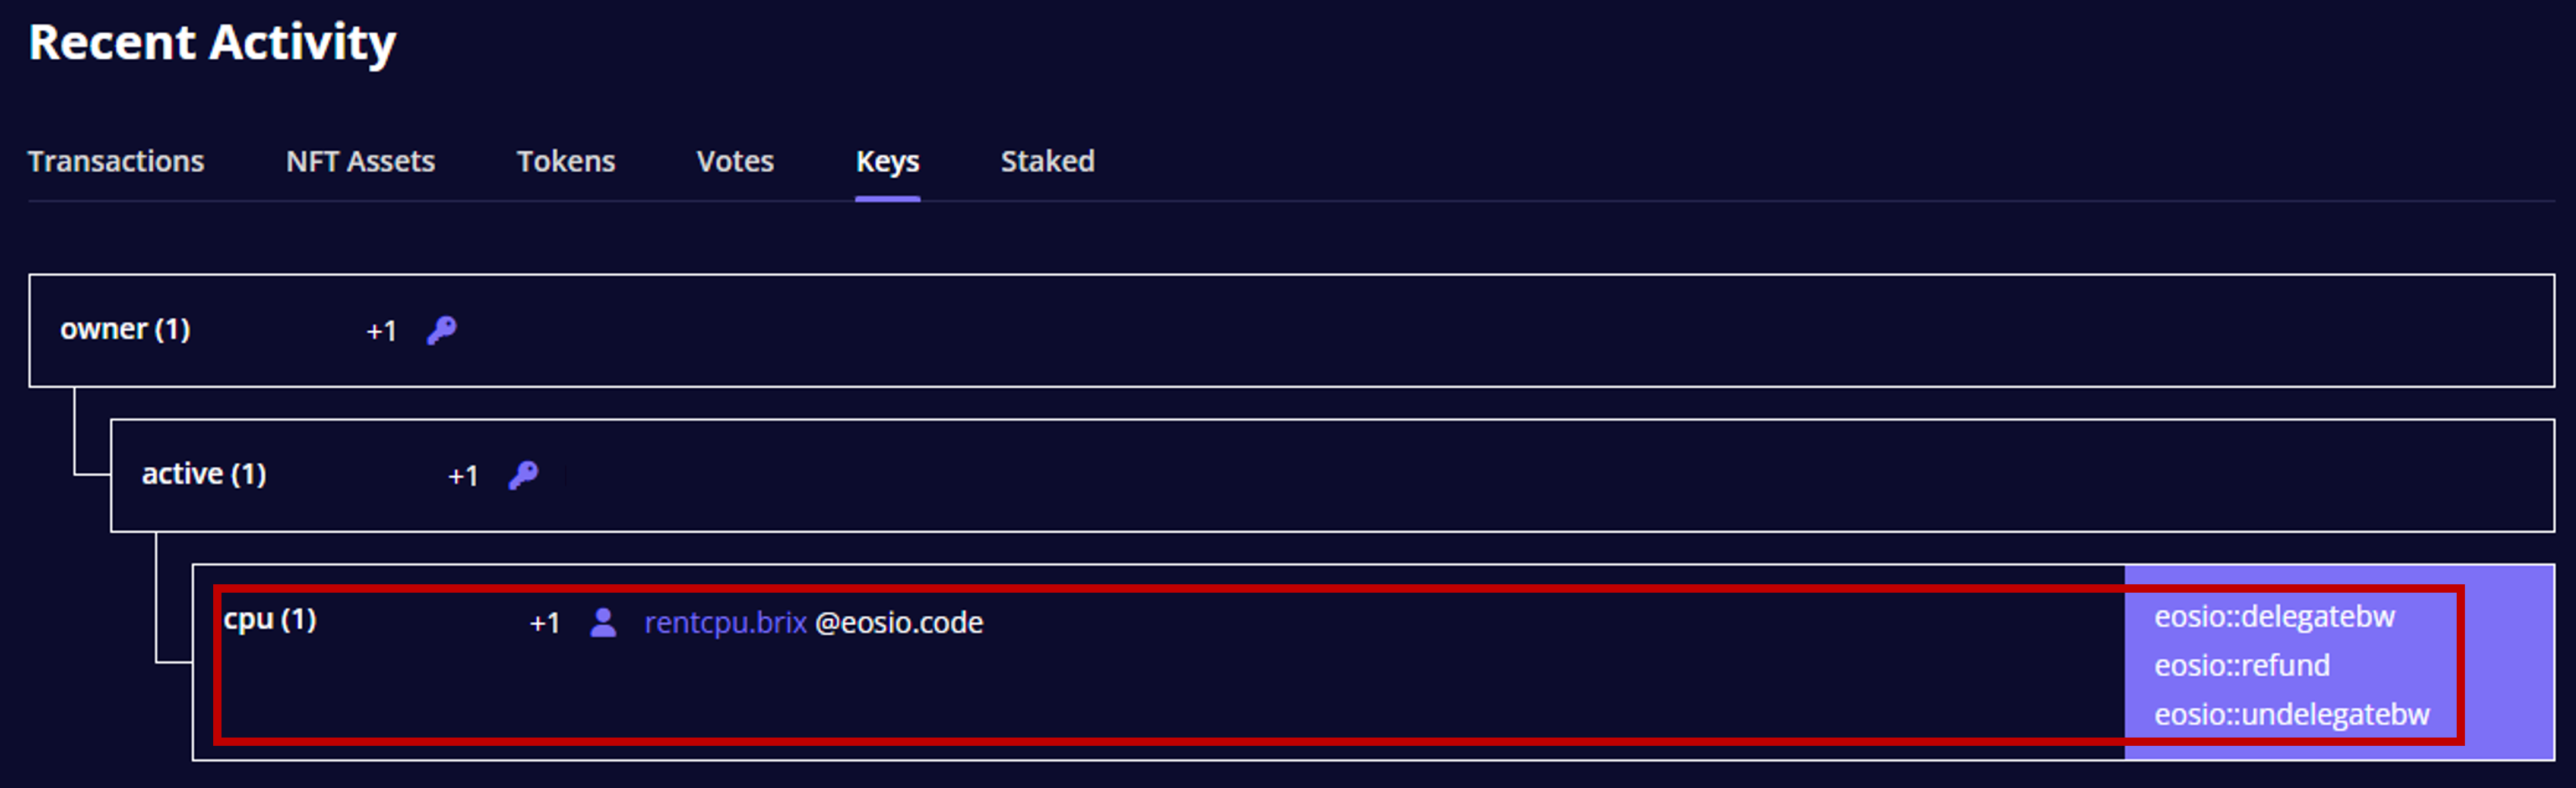 Recent Activity
Transactions NFT Assets Tokens Votes Keys Staked
owner (1) +1
active (1) +1
cpu (1) +1 rentcpu.brix @eosio.code
eosio::delegatebw
eosio::refund
eosio::undelegatebw